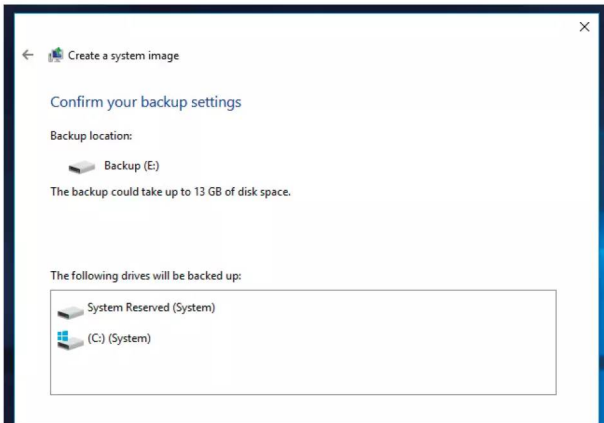 Create a system image
Confirm your backup settings
Backup location:
Backup (E:)
The backup could take up to 13 GB of disk space.
The following drives will be backed up:
System Reserved (System)
(C:) (System)